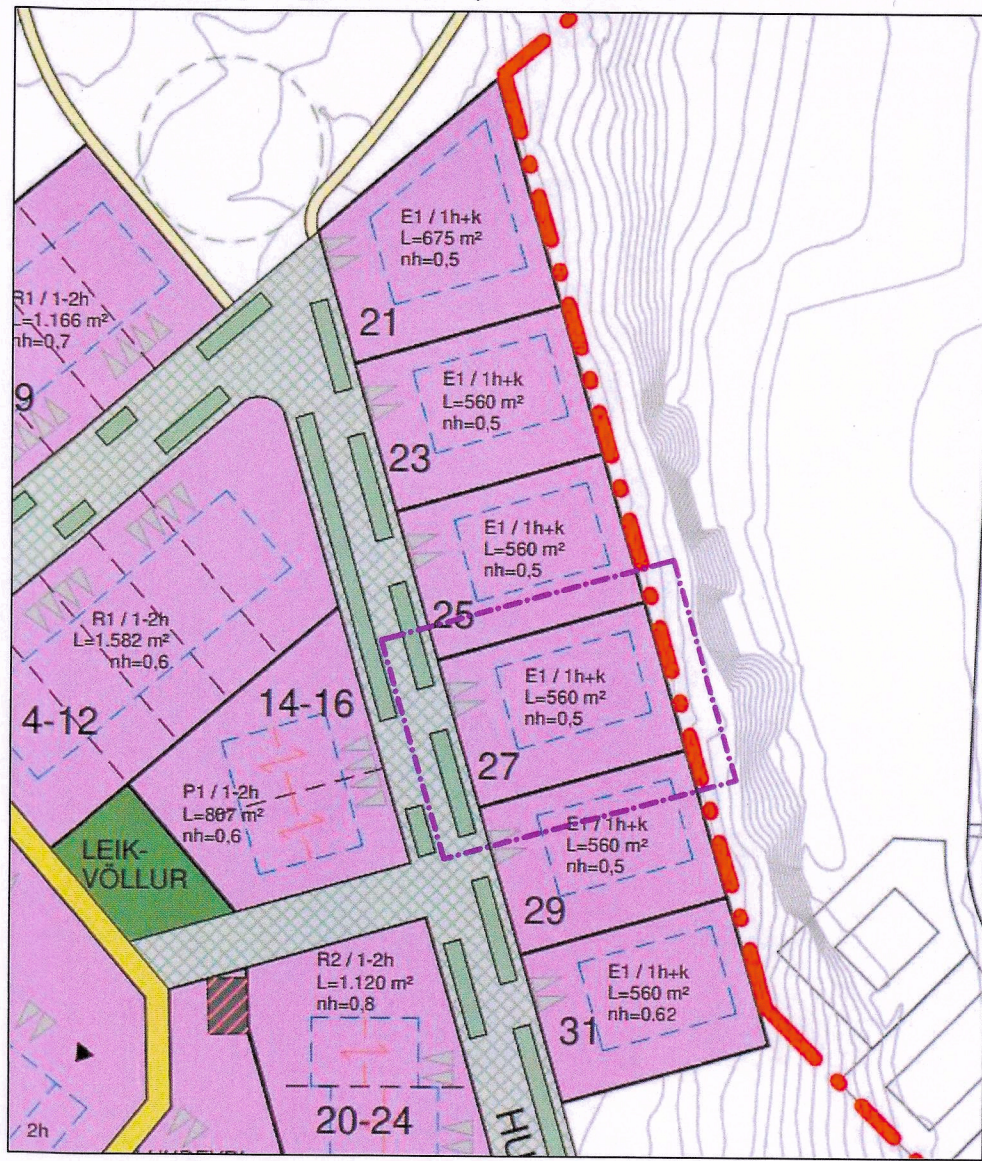 E1 / 1h+k
L=675 m²
nh=0,5
21
R1 / 1-2h
L=1.166 m²
nh=0,7
9
E1 / 1h+k
L=560 m²
nh=0,5
23
E1 / 1h+k
L=560 m²
nh=0,5
25
R1 / 1-2h
L=1.582 m²
nh=0,6
4-12
14-16
E1 / 1h+k
L=560 m²
nh=0,5
27
P1 / 1-2h
L=807 m²
nh=0,6
E1 / 1h+k
L=560 m²
nh=0,5
29
LEIK-
VÖLLUR
R2 / 1-2h
L=1.120 m²
nh=0,8
E1 / 1h+k
L=560 m²
nh=0.62
31
20-24
2h
HU